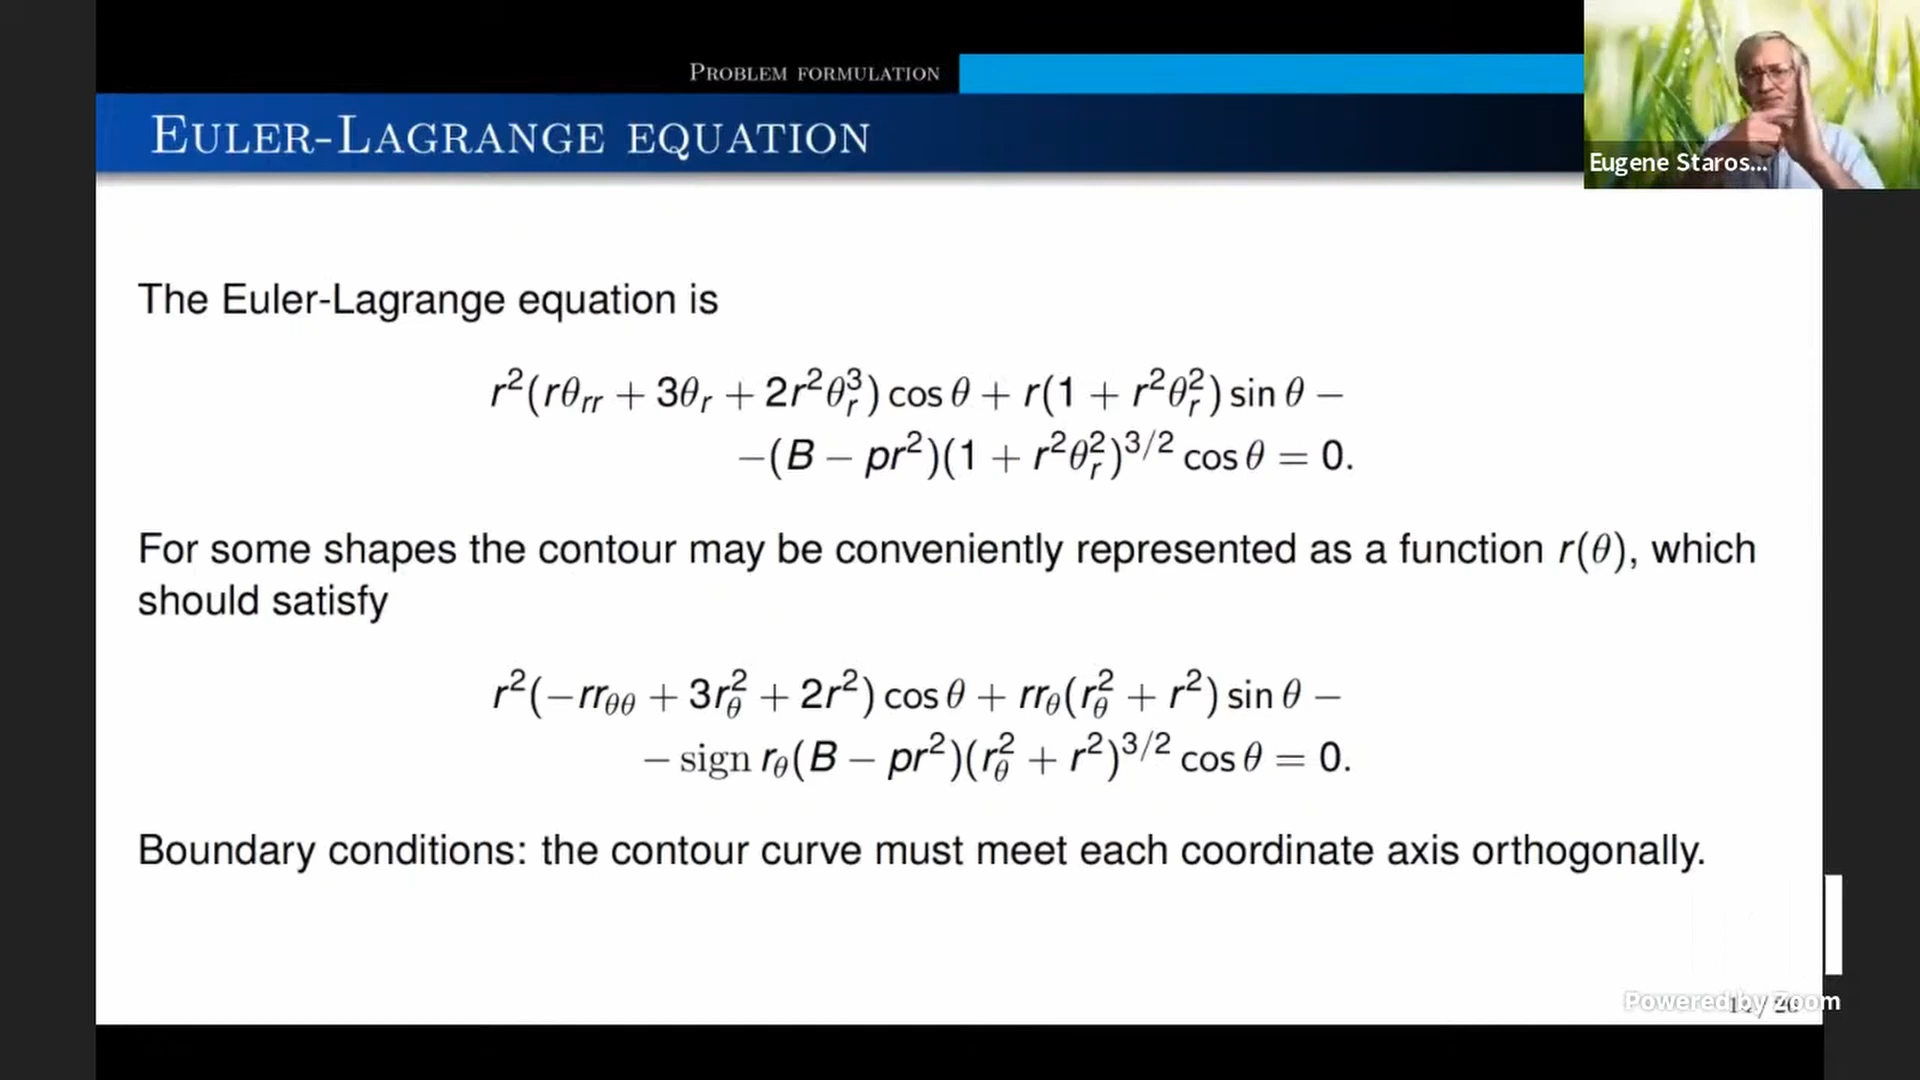 PROBLEM FORMULATION
EULER-LAGRANGE EQUATION
Eugene Staros...
The Euler-Lagrange equation is
r²(rθ_rr + 3θ_r + 2r²θ_r³) cos θ + r(1 + r²θ_r²) sin θ −
−(B − pr²)(1 + r²θ_r²)^{3/2} cos θ = 0.
For some shapes the contour may be conveniently represented as a function r(θ), which
should satisfy
r²(−rr_θθ + 3r_θ² + 2r²) cos θ + rr_θ(r_θ² + r²) sin θ −
− sign r_θ(B − pr²)(r_θ² + r²)^{3/2} cos θ = 0.
Boundary conditions: the contour curve must meet each coordinate axis orthogonally.
Powered by Zoom